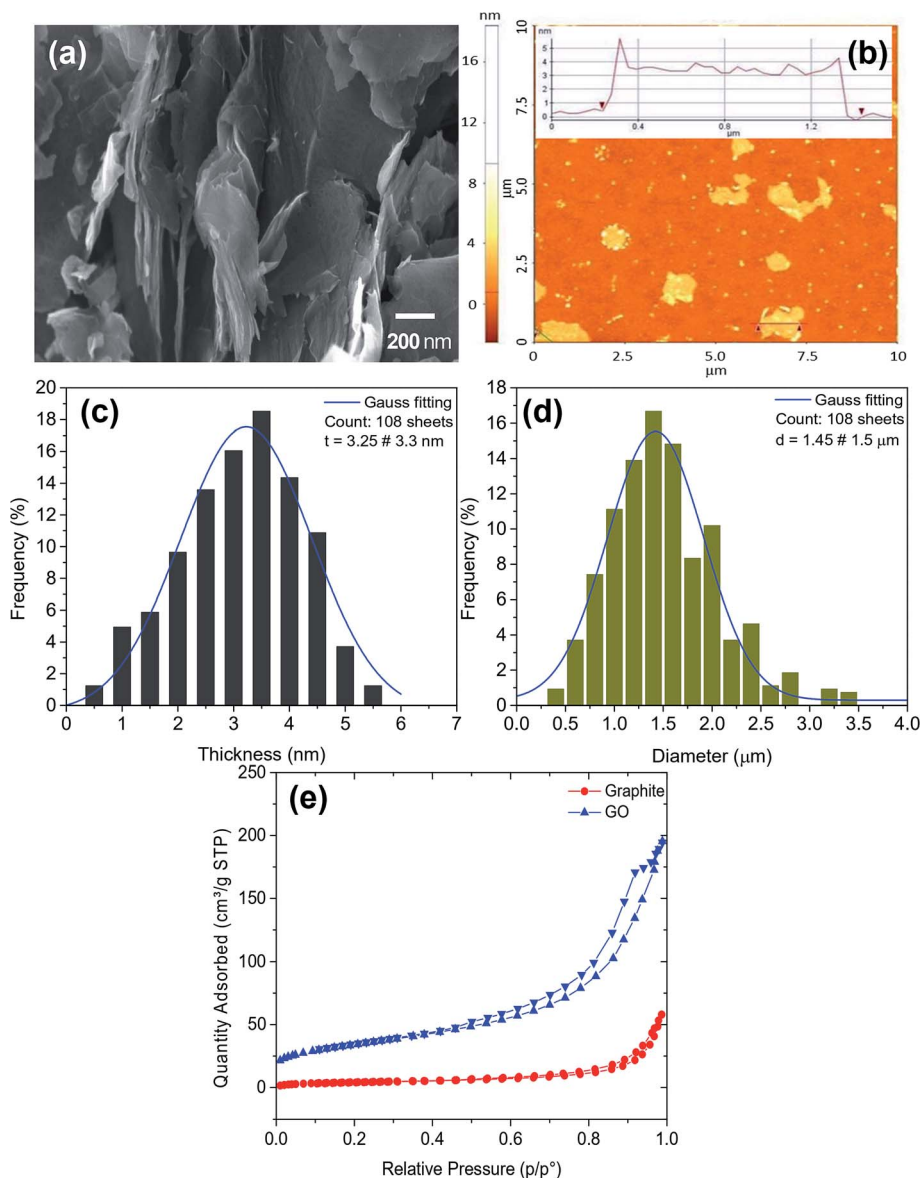 (a)
200 nm
nm
16
12
8
4
0
(b)
nm
5
4
3
2
1
0
0
0.4
0.8
1.2
μm
10
7.5
5.0
2.5
0
μm
0
2.5
5.0
7.5
10
μm
(c)
Gauss fitting
Count: 108 sheets
t = 3.25 # 3.3 nm
20
18
16
14
12
10
8
6
4
2
0
Frequency (%)
0 1 2 3 4 5 6 7
Thickness (nm)
(d)
Gauss fitting
Count: 108 sheets
d = 1.45 # 1.5 μm
18
16
14
12
10
8
6
4
2
0
Frequency (%)
0.0 0.5 1.0 1.5 2.0 2.5 3.0 3.5 4.0
Diameter (μm)
(e)
Graphite
GO
250
200
150
100
50
0
Quantity Adsorbed (cm³/g STP)
0.0 0.2 0.4 0.6 0.8 1.0
Relative Pressure (p/p°)